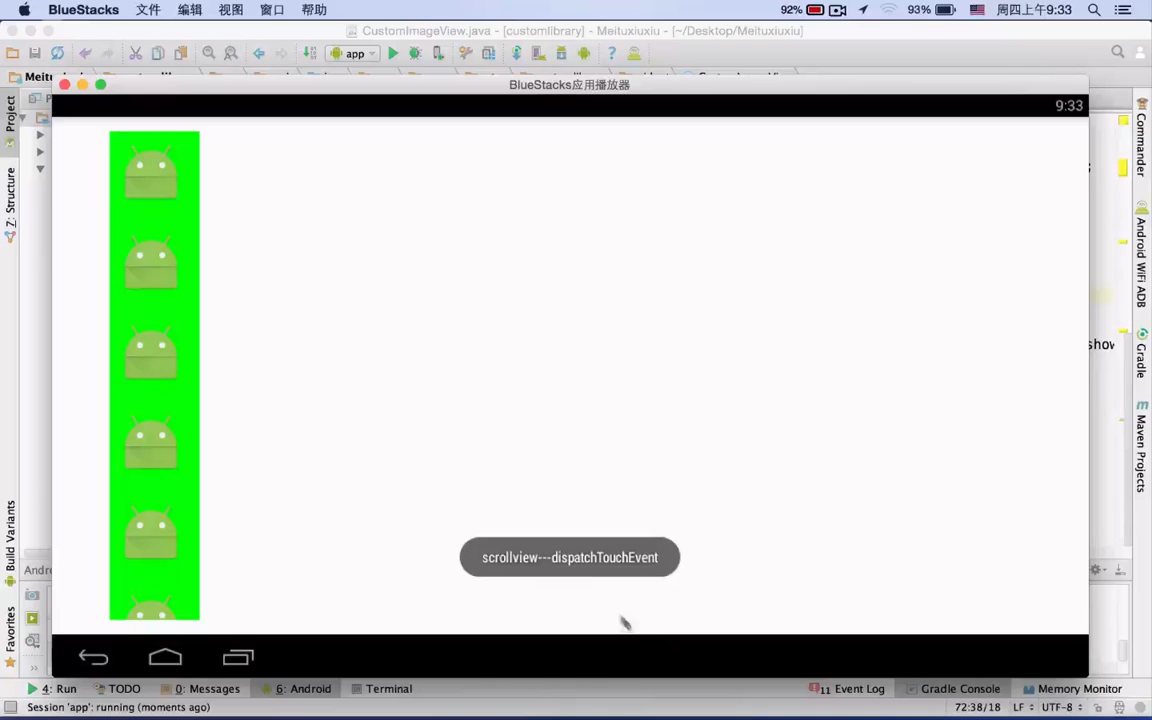 BlueStacks 文件 编辑 视图 窗口 帮助 92% 93% 周四上午9:33
CustomImageView.java - [customlibrary] - Meituxiuxiu - [~/Desktop/Meituxiuxiu]
app
Meitu
BlueStacks应用播放器
9:33
Project
Z: Structure
Build Variants
Favorites
Andro
scrollview---dispatchTouchEvent
show
Commander
Android WiFi ADB
Gradle
Maven Projects
4: Run TODO 0: Messages 6: Android Terminal 11 Event Log Gradle Console Memory Monitor
Session 'app': running (moments ago) 72:38/18 LF UTF-8